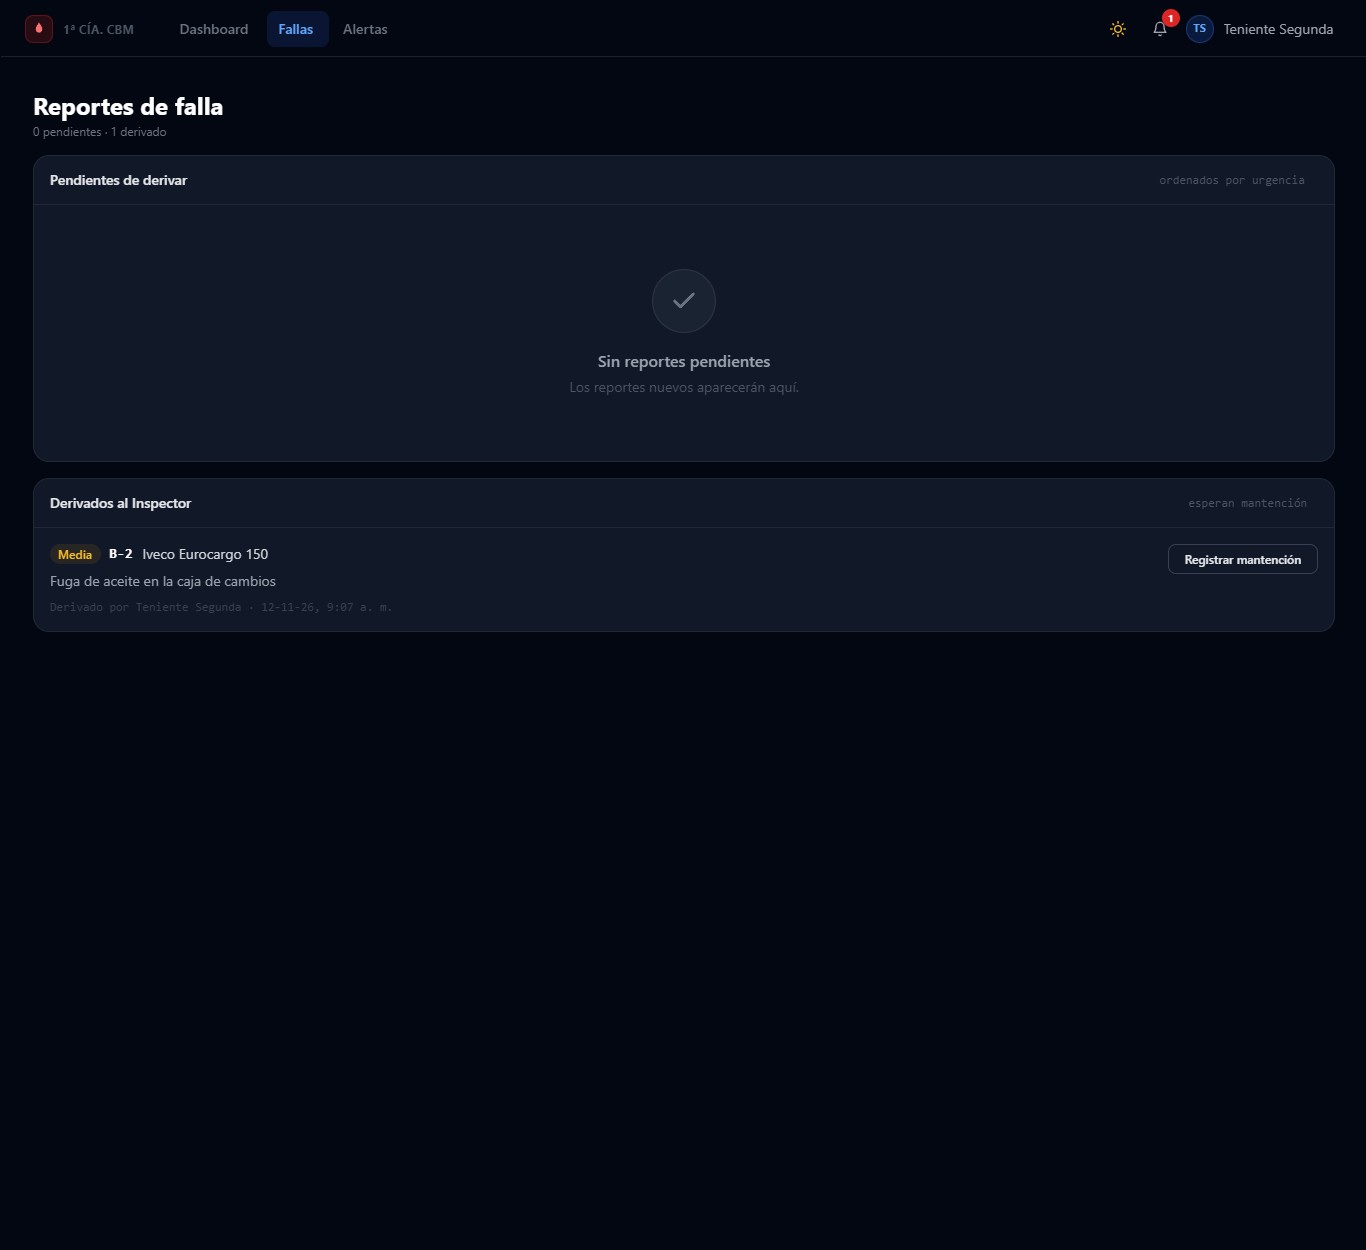 1ª CÍA. CBM
Dashboard
Fallas
Alertas
1
TS
Teniente Segunda
Reportes de falla
0 pendientes · 1 derivado
Pendientes de derivar
ordenados por urgencia
Sin reportes pendientes
Los reportes nuevos aparecerán aquí.
Derivados al Inspector
esperan mantención
Media B-2 Iveco Eurocargo 150
Registrar mantención
Fuga de aceite en la caja de cambios
Derivado por Teniente Segunda · 12-11-26, 9:07 a. m.